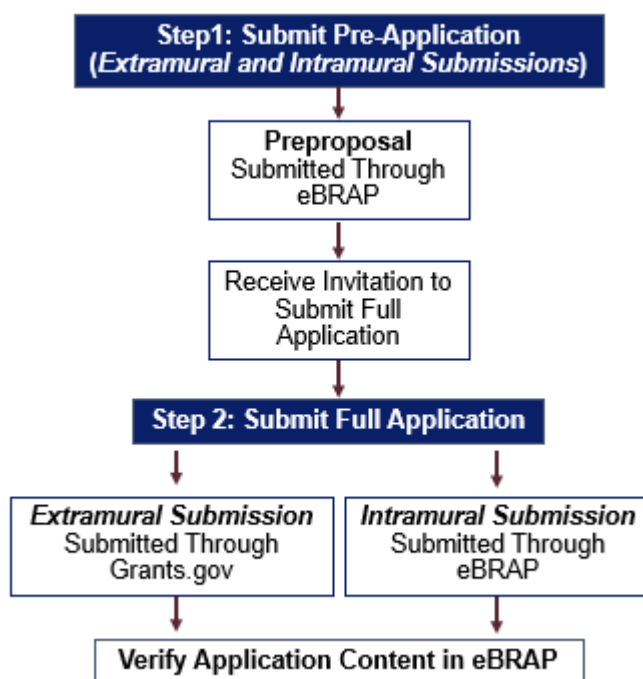 Step1: Submit Pre-Application
(Extramural and Intramural Submissions)
Preproposal
Submitted Through
eBRAP
Receive Invitation to
Submit Full
Application
Step 2: Submit Full Application
Extramural Submission
Submitted Through
Grants.gov
Intramural Submission
Submitted Through
eBRAP
Verify Application Content in eBRAP